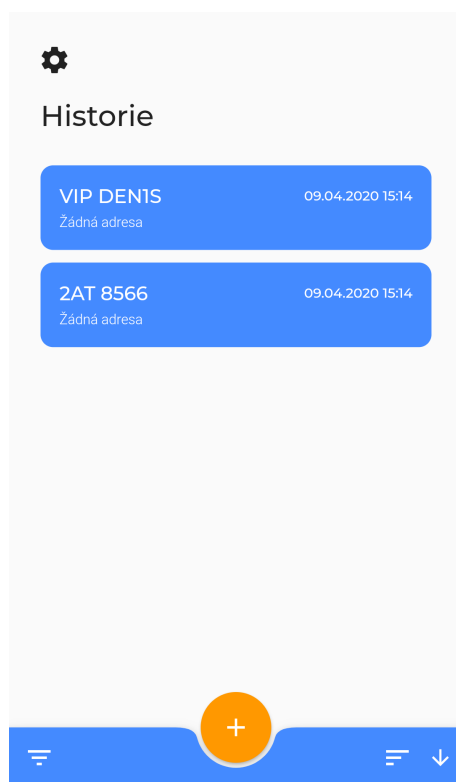 Historie
VIP DEN1S
09.04.2020 15:14
Žádná adresa
2AT 8566
09.04.2020 15:14
Žádná adresa